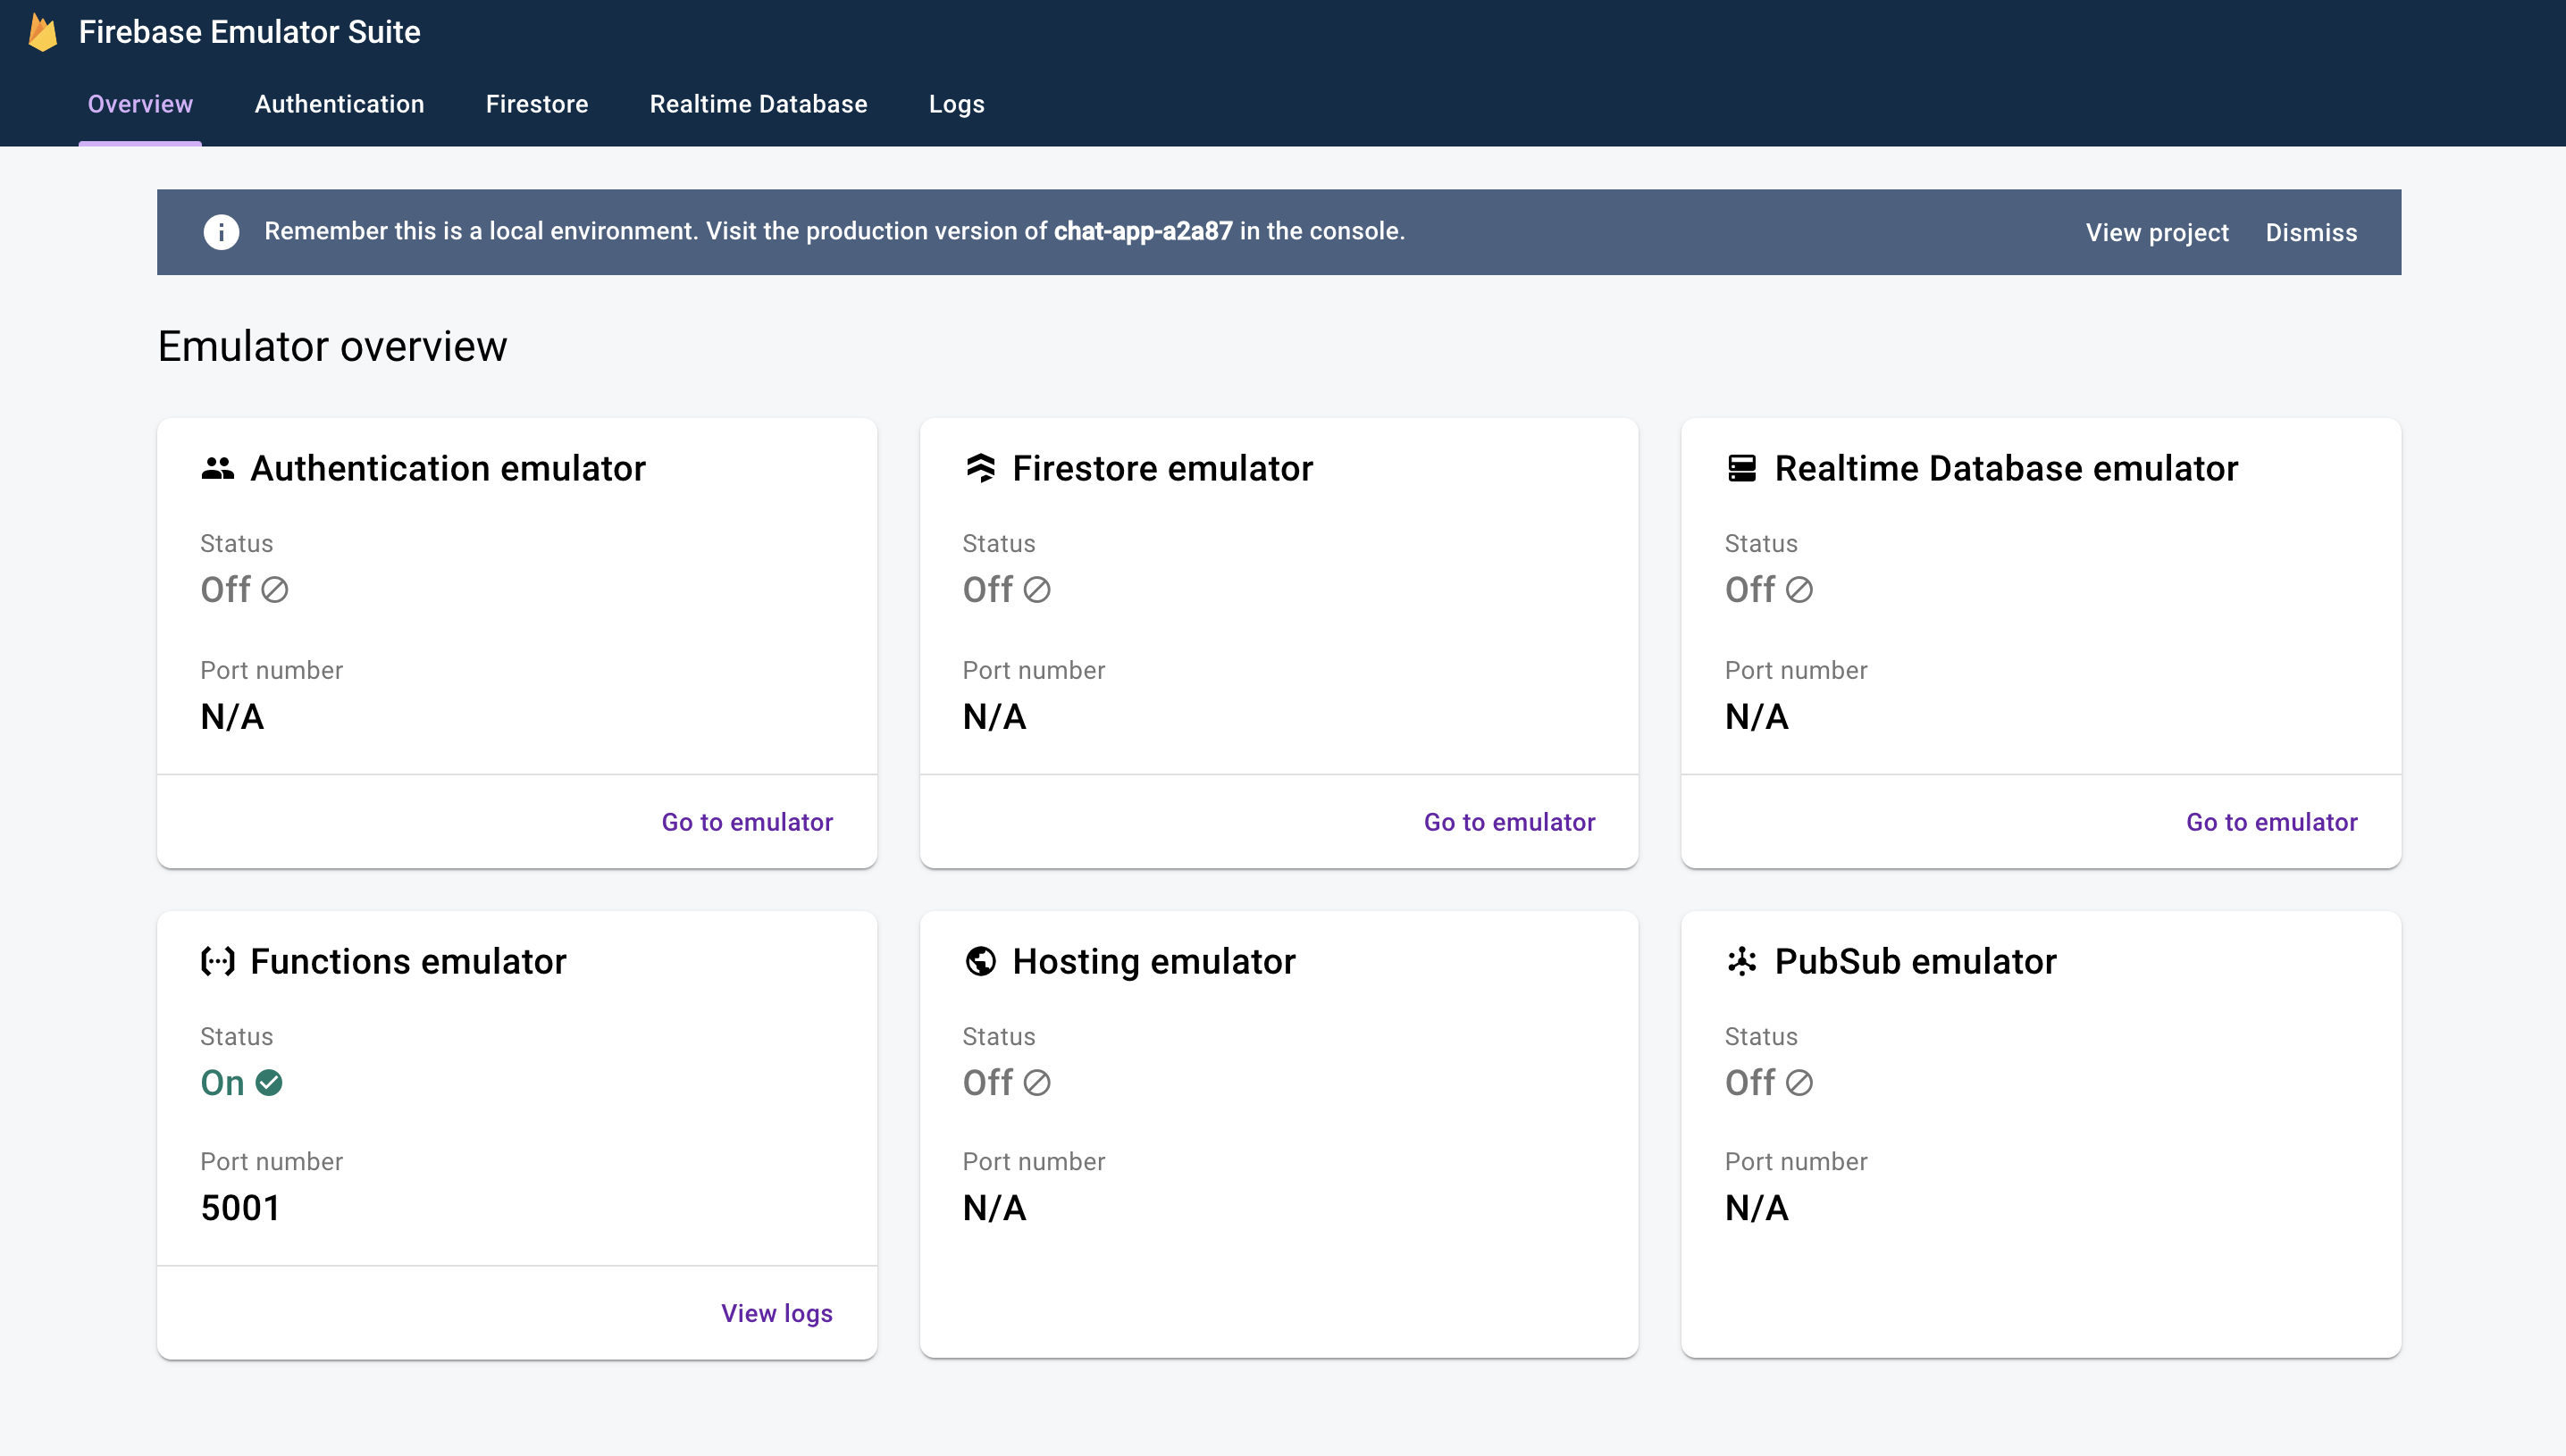 Firebase Emulator Suite
Overview Authentication Firestore Realtime Database Logs
Remember this is a local environment. Visit the production version of chat-app-a2a87 in the console. View project Dismiss
Emulator overview
Authentication emulator
Status
Off
Port number
N/A
Go to emulator
Firestore emulator
Status
Off
Port number
N/A
Go to emulator
Realtime Database emulator
Status
Off
Port number
N/A
Go to emulator
Functions emulator
Status
On
Port number
5001
View logs
Hosting emulator
Status
Off
Port number
N/A
PubSub emulator
Status
Off
Port number
N/A